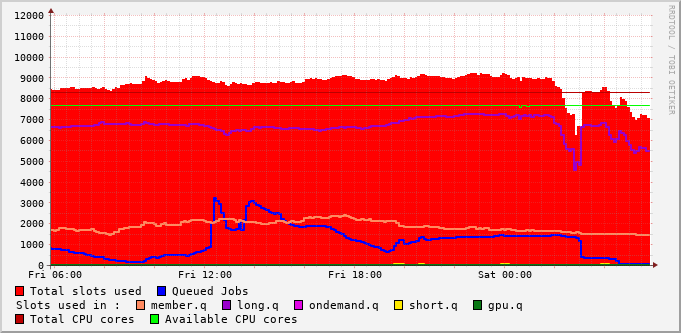 12000
11000
10000
9000
8000
7000
6000
5000
4000
3000
2000
1000
0
Fri 06:00 Fri 12:00 Fri 18:00 Sat 00:00
RRDTOOL / TOBI OETIKER
Total slots used Queued Jobs
Slots used in : member.q long.q ondemand.q short.q gpu.q
Total CPU cores Available CPU cores